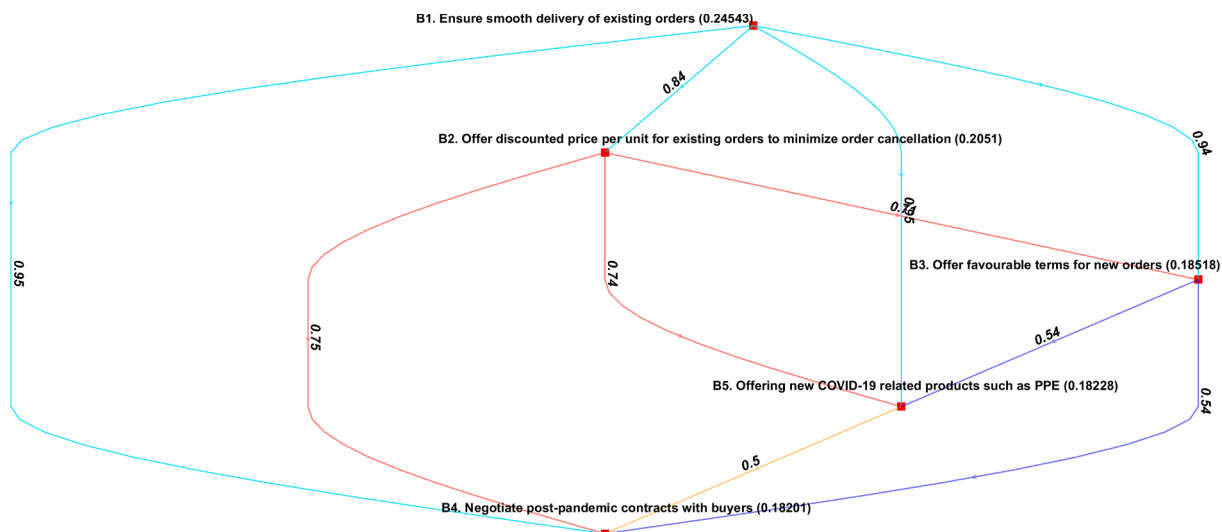 B1. Ensure smooth delivery of existing orders (0.24543)
0.84
0.94
B2. Offer discounted price per unit for existing orders to minimize order cancellation (0.2051)
0.95
B3. Offer favourable terms for new orders (0.18518)
0.95
0.74
0.75
0.54
B5. Offering new COVID-19 related products such as PPE (0.18228)
0.54
0.5
B4. Negotiate post-pandemic contracts with buyers (0.18201)